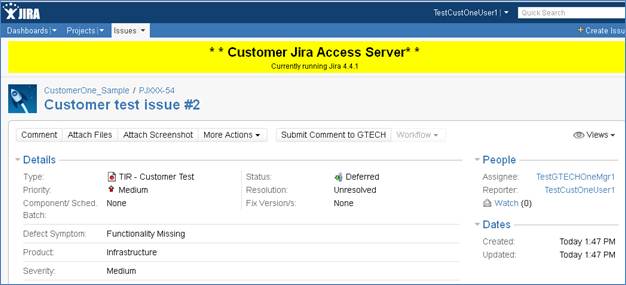 JIRA
TestCustOneUser1 Quick Search
Dashboards Projects Issues + Create Issu
* * Customer Jira Access Server* *
Currently running Jira 4.4.1
CustomerOne_Sample / PJXXX-54
Customer test issue #2
Comment Attach Files Attach Screenshot More Actions Submit Comment to GTECH Workflow Views
Details
Type: TIR - Customer Test Status: Deferred
Priority: Medium Resolution: Unresolved
Component/ Sched. None Fix Version/s: None
Batch:
Defect Symptom: Functionality Missing
Product: Infrastructure
Severity: Medium
People
Assignee: TestGTECHOneMgr1
Reporter: TestCustOneUser1
Watch (0)
Dates
Created: Today 1:47 PM
Updated: Today 1:47 PM